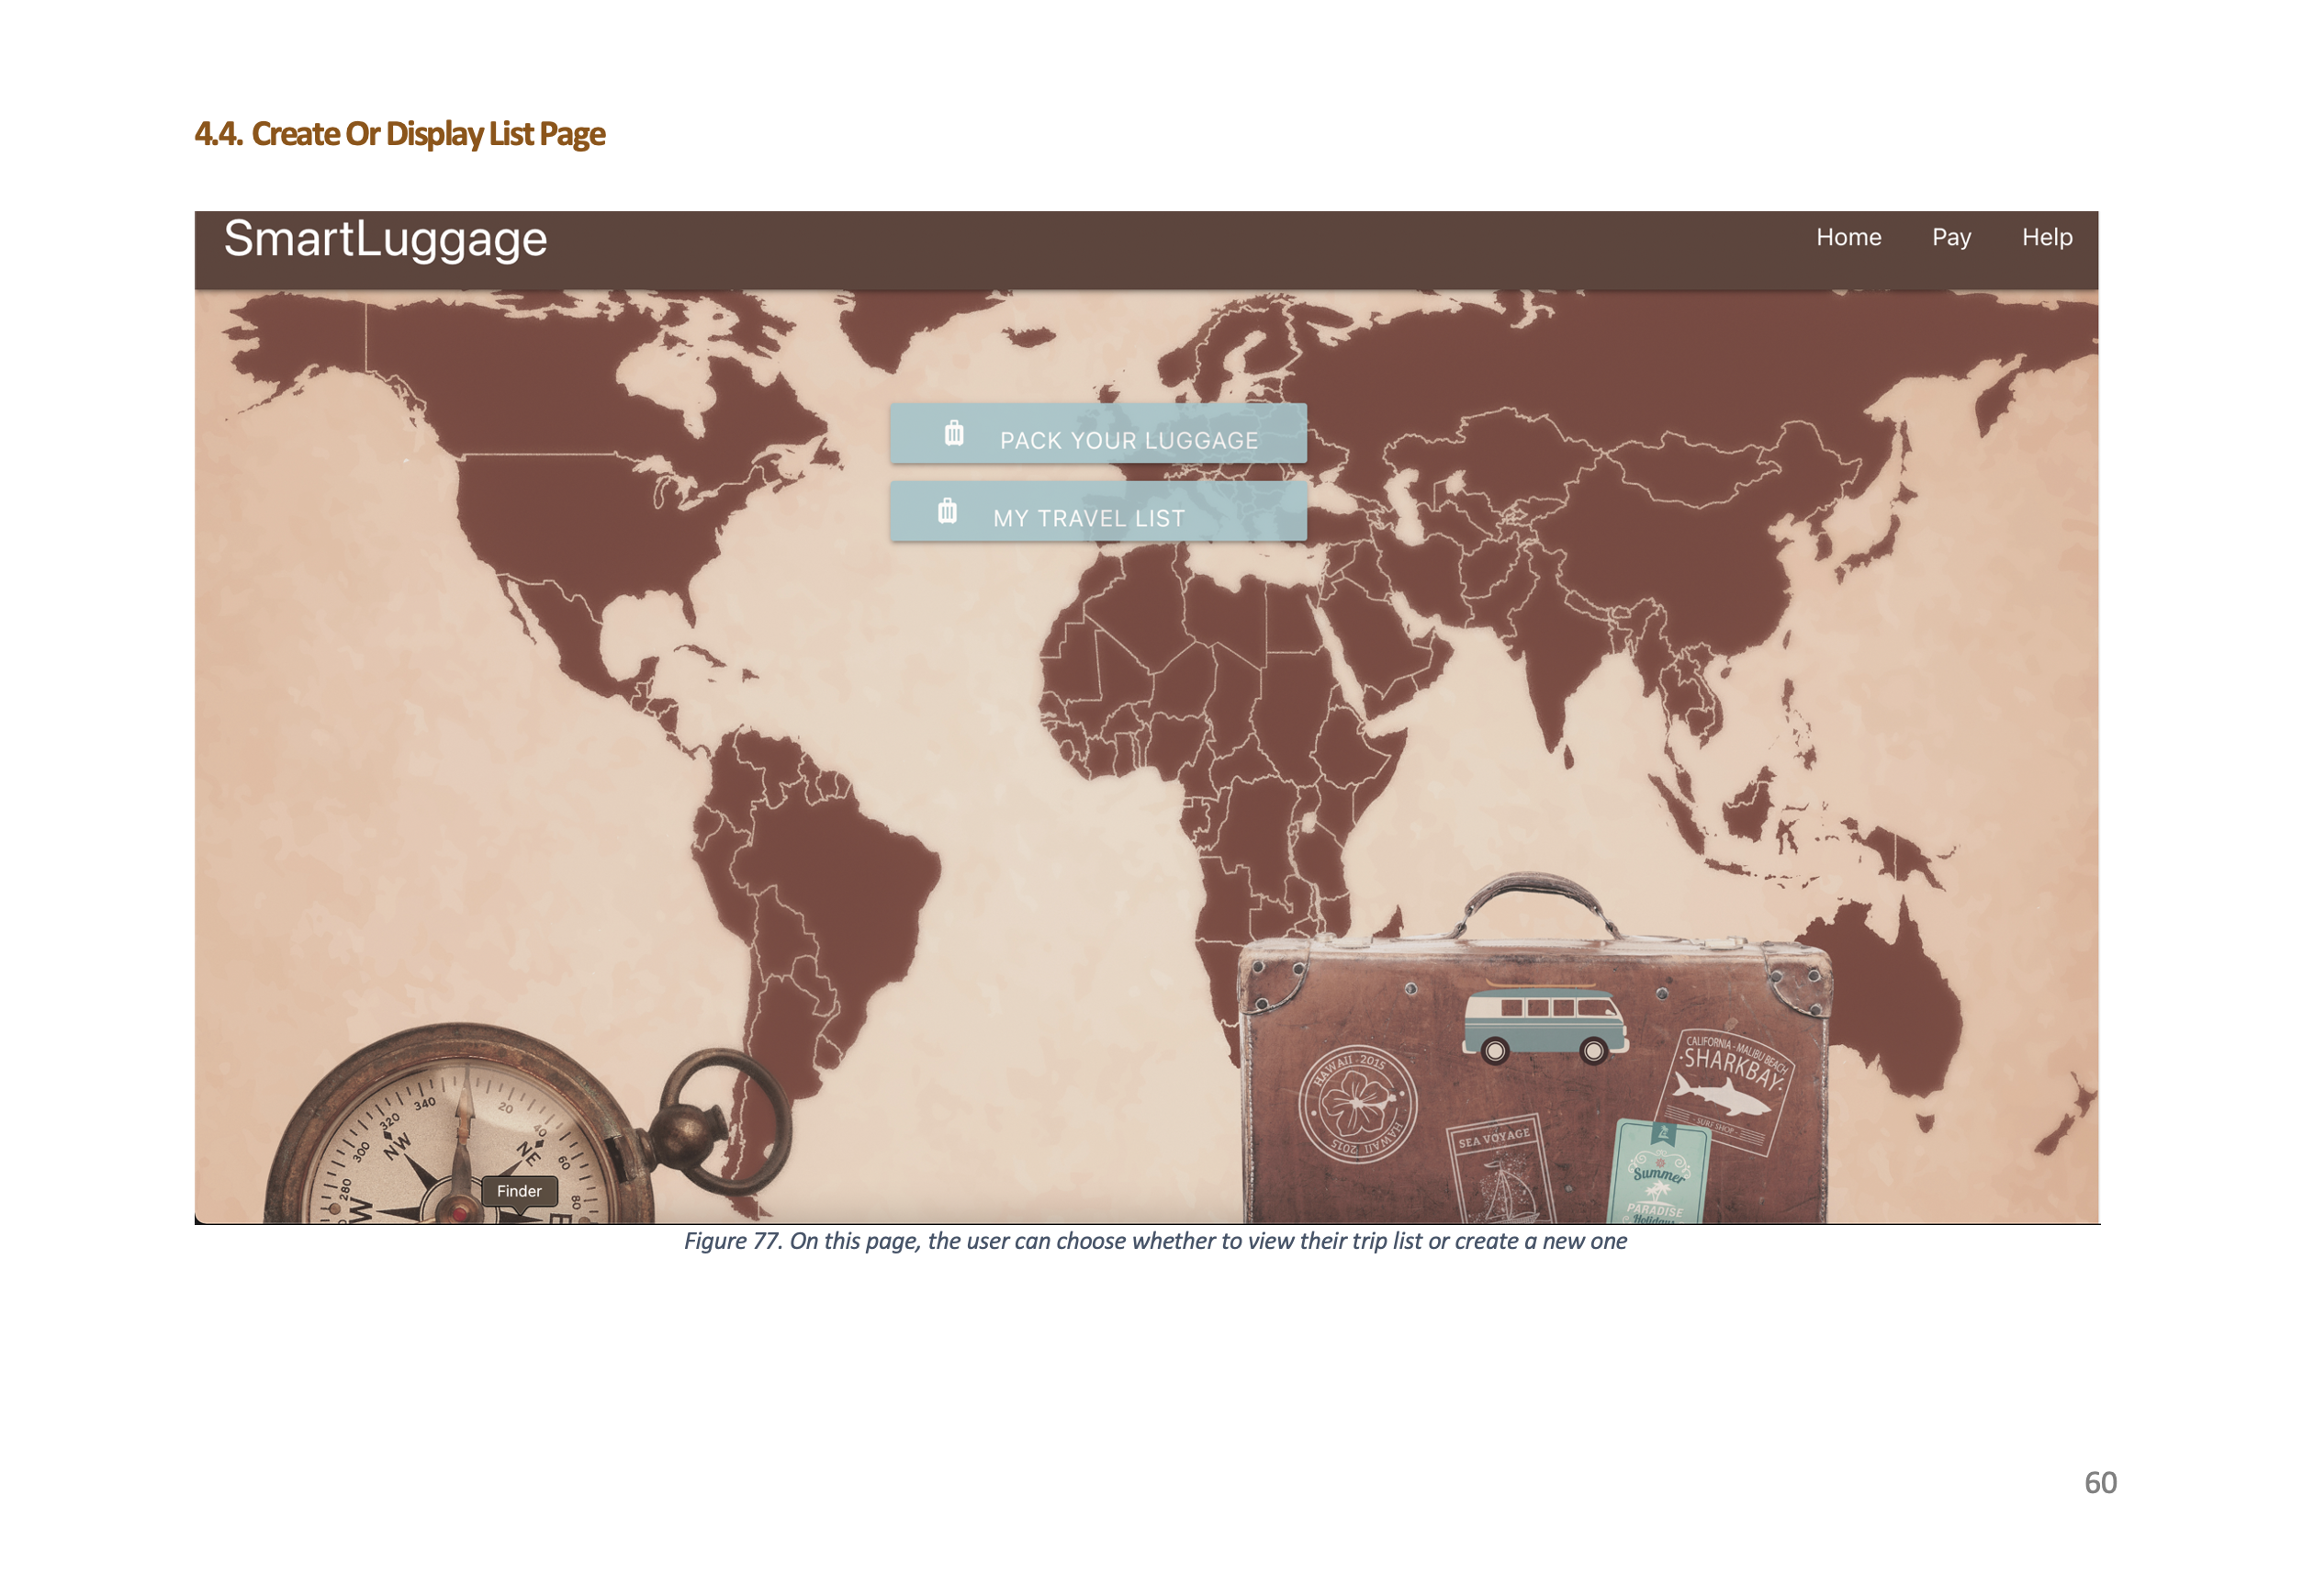 4.4. Create Or Display List Page
SmartLuggage
Home Pay Help
PACK YOUR LUGGAGE
MY TRAVEL LIST
CALIFORNIA - MALIBU BEACH
·SHARKBAY·
- SURF SHOP -
HAWAII · 2015
HAWAII 2015
SEA VOYAGE
Summer
PARADISE
Holidays
340 20
320 40
NW NE
300 60
280 80
W E
Finder
Figure 77. On this page, the user can choose whether to view their trip list or create a new one
60